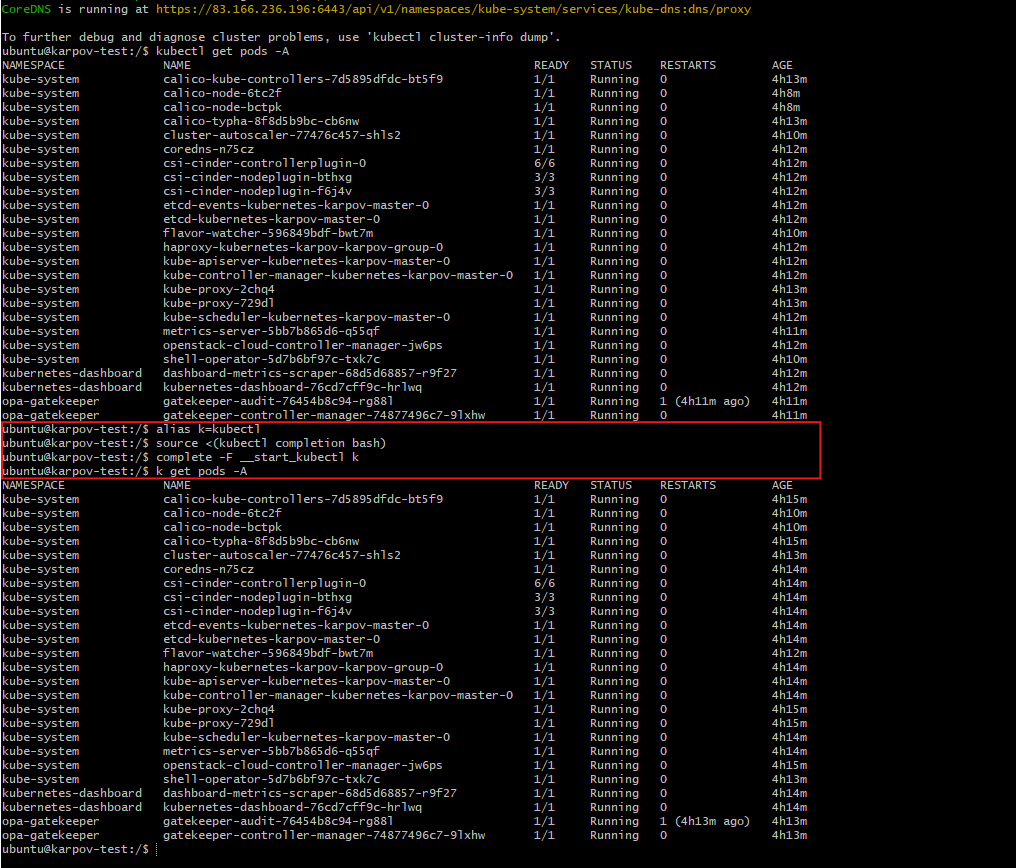 CoreDNS is running at https://83.166.236.196:6443/api/v1/namespaces/kube-system/services/kube-dns:dns/proxy
To further debug and diagnose cluster problems, use 'kubectl cluster-info dump'.
ubuntu@karpov-test:/$ kubectl get pods -A
NAMESPACE NAME READY STATUS RESTARTS AGE
kube-system calico-kube-controllers-7d5895dfdc-bt5f9 1/1 Running 0 4h13m
kube-system calico-node-6tc2f 1/1 Running 0 4h8m
kube-system calico-node-bctpk 1/1 Running 0 4h8m
kube-system calico-typha-8f8d5b9bc-cb6nw 1/1 Running 0 4h13m
kube-system cluster-autoscaler-77476c457-shls2 1/1 Running 0 4h10m
kube-system coredns-n75cz 1/1 Running 0 4h12m
kube-system csi-cinder-controllerplugin-0 6/6 Running 0 4h12m
kube-system csi-cinder-nodeplugin-bthxg 3/3 Running 0 4h12m
kube-system csi-cinder-nodeplugin-f6j4v 3/3 Running 0 4h12m
kube-system etcd-events-kubernetes-karpov-master-0 1/1 Running 0 4h12m
kube-system etcd-kubernetes-karpov-master-0 1/1 Running 0 4h12m
kube-system flavor-watcher-596849bdf-bwt7m 1/1 Running 0 4h10m
kube-system haproxy-kubernetes-karpov-karpov-group-0 1/1 Running 0 4h12m
kube-system kube-apiserver-kubernetes-karpov-master-0 1/1 Running 0 4h12m
kube-system kube-controller-manager-kubernetes-karpov-master-0 1/1 Running 0 4h12m
kube-system kube-proxy-2chq4 1/1 Running 0 4h13m
kube-system kube-proxy-729dl 1/1 Running 0 4h13m
kube-system kube-scheduler-kubernetes-karpov-master-0 1/1 Running 0 4h12m
kube-system metrics-server-5bb7b865d6-q55qf 1/1 Running 0 4h11m
kube-system openstack-cloud-controller-manager-jw6ps 1/1 Running 0 4h12m
kube-system shell-operator-5d7b6bf97c-txk7c 1/1 Running 0 4h10m
kubernetes-dashboard dashboard-metrics-scraper-68d5d68857-r9f27 1/1 Running 0 4h12m
kubernetes-dashboard kubernetes-dashboard-76cd7cff9c-hrlwq 1/1 Running 0 4h12m
opa-gatekeeper gatekeeper-audit-76454b8c94-rg88l 1/1 Running 1 (4h11m ago) 4h11m
opa-gatekeeper gatekeeper-controller-manager-74877496c7-9lxhw 1/1 Running 0 4h11m
ubuntu@karpov-test:/$ alias k=kubectl
ubuntu@karpov-test:/$ source <(kubectl completion bash)
ubuntu@karpov-test:/$ complete -F __start_kubectl k
ubuntu@karpov-test:/$ k get pods -A
NAMESPACE NAME READY STATUS RESTARTS AGE
kube-system calico-kube-controllers-7d5895dfdc-bt5f9 1/1 Running 0 4h15m
kube-system calico-node-6tc2f 1/1 Running 0 4h10m
kube-system calico-node-bctpk 1/1 Running 0 4h10m
kube-system calico-typha-8f8d5b9bc-cb6nw 1/1 Running 0 4h15m
kube-system cluster-autoscaler-77476c457-shls2 1/1 Running 0 4h13m
kube-system coredns-n75cz 1/1 Running 0 4h14m
kube-system csi-cinder-controllerplugin-0 6/6 Running 0 4h14m
kube-system csi-cinder-nodeplugin-bthxg 3/3 Running 0 4h14m
kube-system csi-cinder-nodeplugin-f6j4v 3/3 Running 0 4h14m
kube-system etcd-events-kubernetes-karpov-master-0 1/1 Running 0 4h14m
kube-system etcd-kubernetes-karpov-master-0 1/1 Running 0 4h14m
kube-system flavor-watcher-596849bdf-bwt7m 1/1 Running 0 4h12m
kube-system haproxy-kubernetes-karpov-karpov-group-0 1/1 Running 0 4h14m
kube-system kube-apiserver-kubernetes-karpov-master-0 1/1 Running 0 4h14m
kube-system kube-controller-manager-kubernetes-karpov-master-0 1/1 Running 0 4h14m
kube-system kube-proxy-2chq4 1/1 Running 0 4h15m
kube-system kube-proxy-729dl 1/1 Running 0 4h15m
kube-system kube-scheduler-kubernetes-karpov-master-0 1/1 Running 0 4h14m
kube-system metrics-server-5bb7b865d6-q55qf 1/1 Running 0 4h14m
kube-system openstack-cloud-controller-manager-jw6ps 1/1 Running 0 4h15m
kube-system shell-operator-5d7b6bf97c-txk7c 1/1 Running 0 4h13m
kubernetes-dashboard dashboard-metrics-scraper-68d5d68857-r9f27 1/1 Running 0 4h14m
kubernetes-dashboard kubernetes-dashboard-76cd7cff9c-hrlwq 1/1 Running 0 4h14m
opa-gatekeeper gatekeeper-audit-76454b8c94-rg88l 1/1 Running 1 (4h13m ago) 4h13m
opa-gatekeeper gatekeeper-controller-manager-74877496c7-9lxhw 1/1 Running 0 4h13m
ubuntu@karpov-test:/$